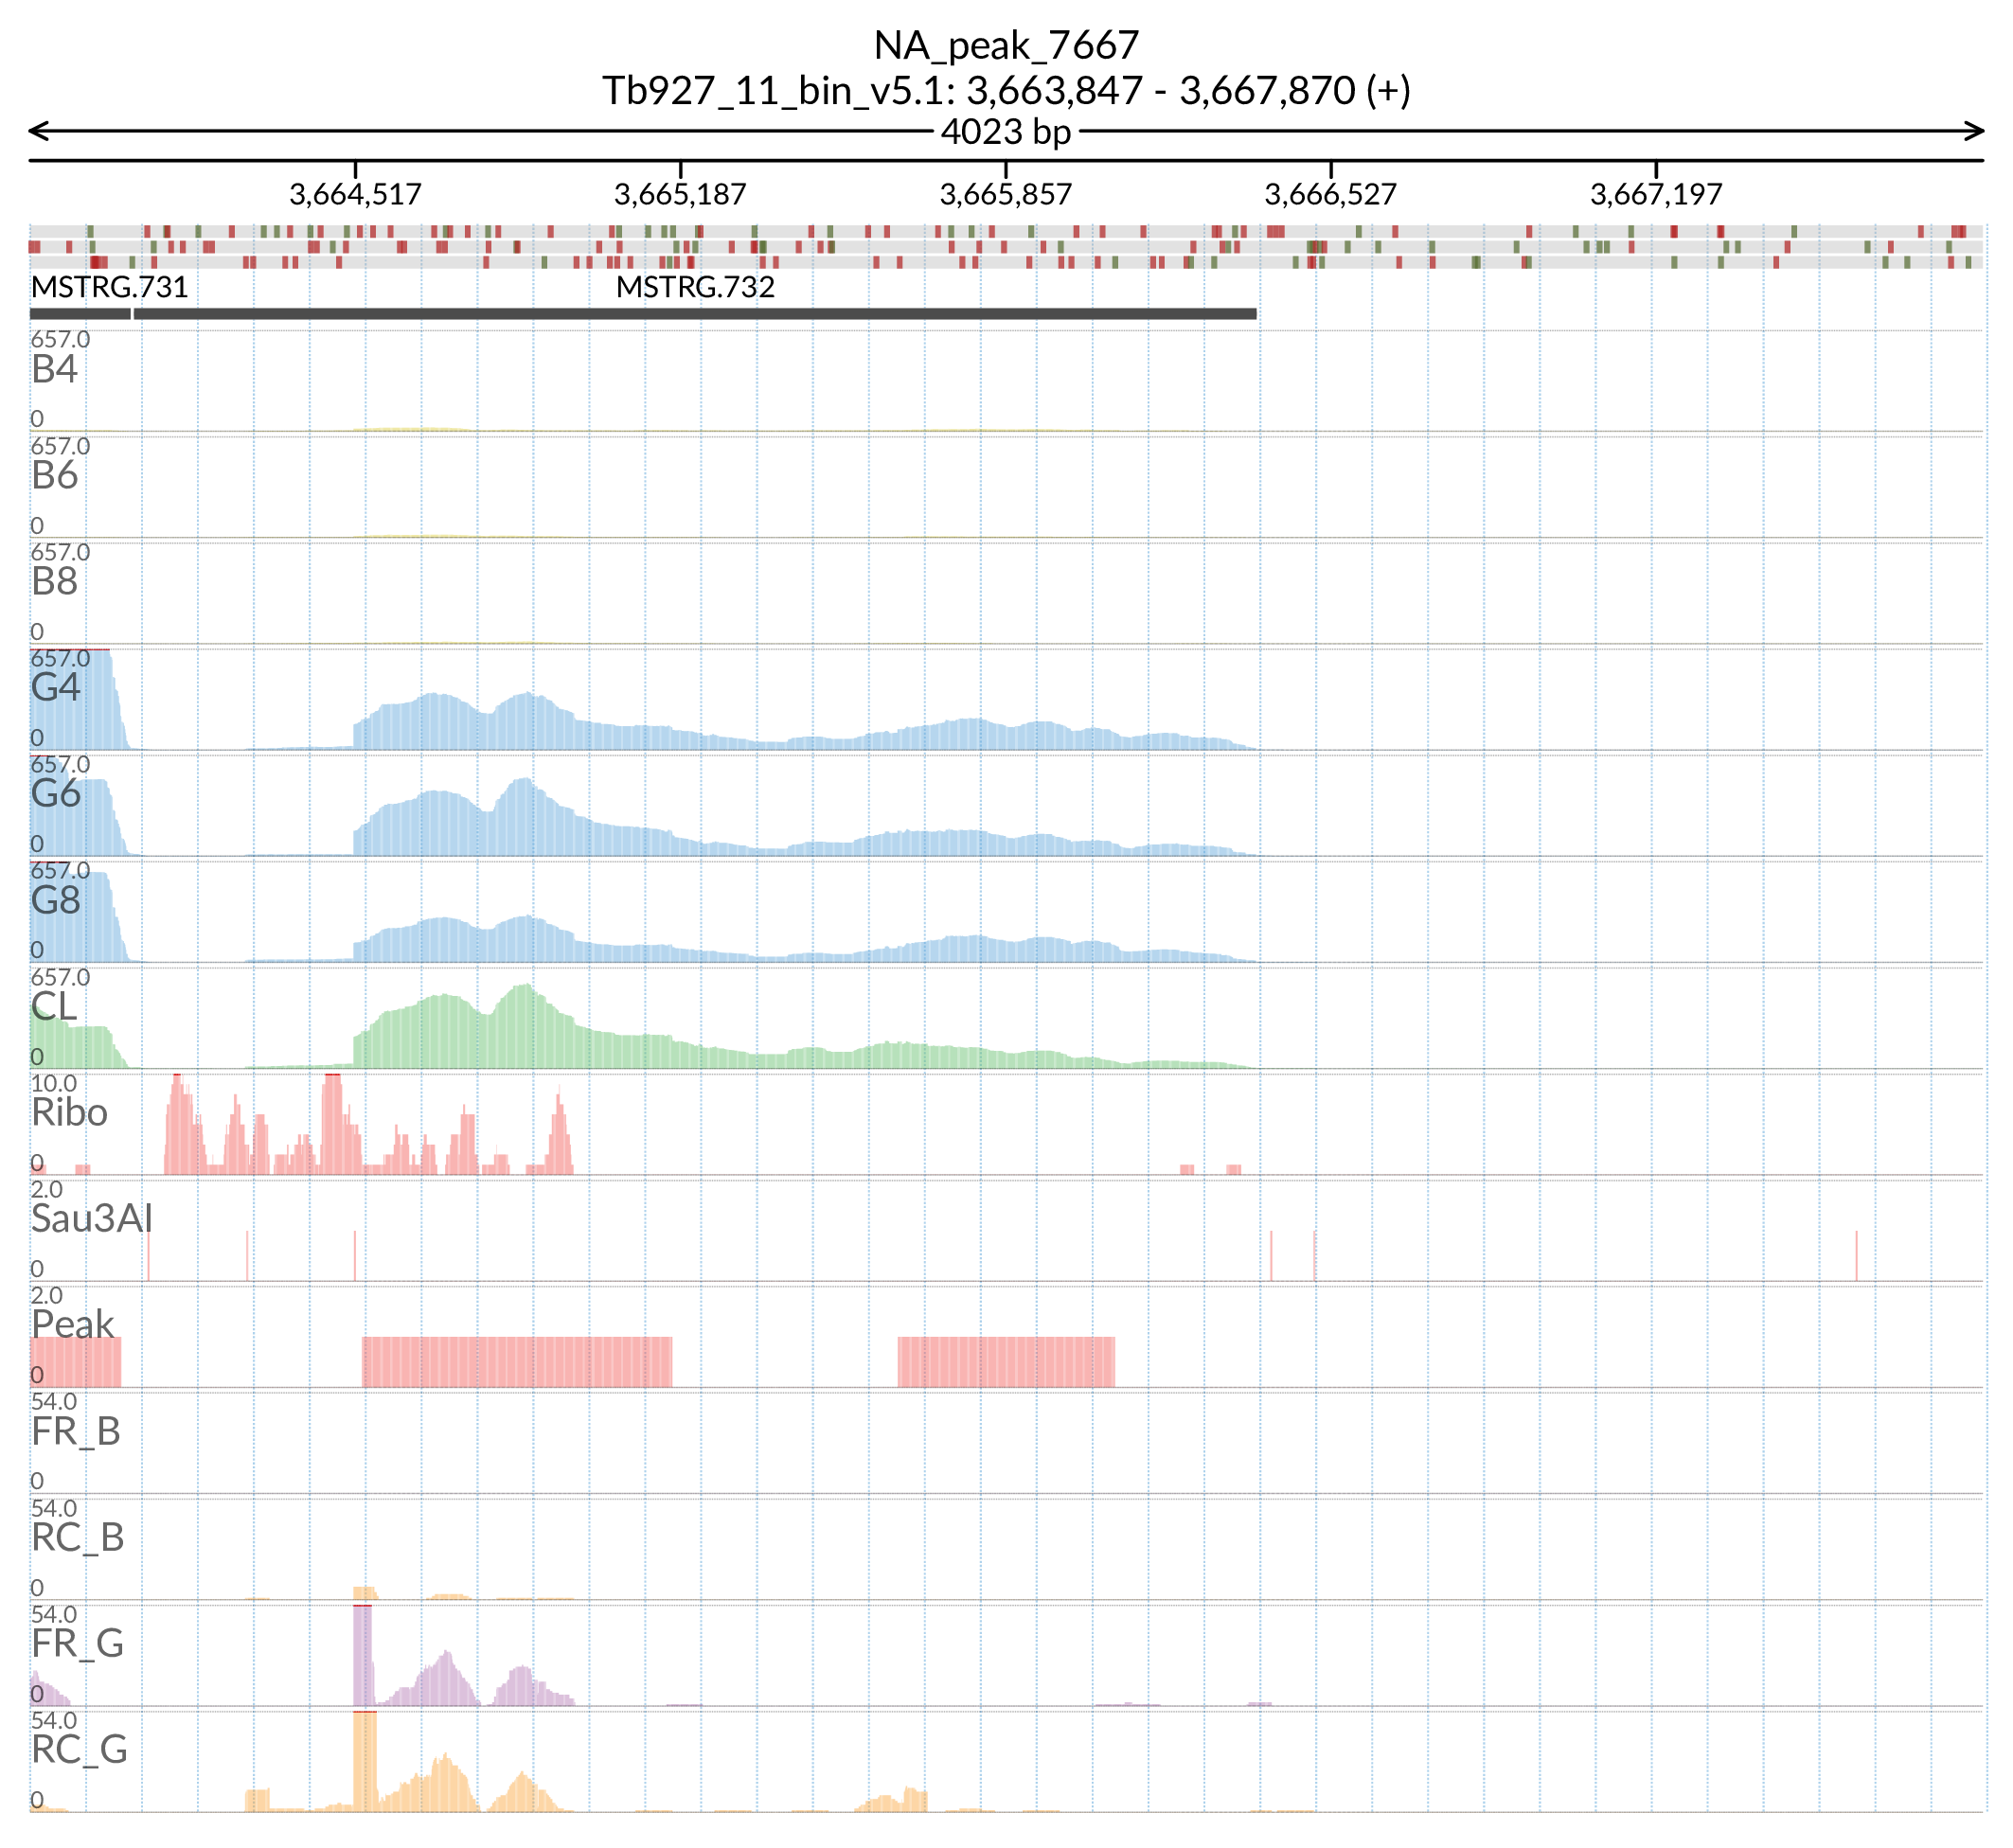 NA_peak_7667
Tb927_11_bin_v5.1: 3,663,847 - 3,667,870 (+)
4023 bp
3,664,517 3,665,187 3,665,857 3,666,527 3,667,197
MSTRG.731 MSTRG.732
657.0
B4
0
657.0
B6
0
657.0
B8
0
657.0
G4
0
657.0
G6
0
657.0
G8
0
657.0
CL
0
10.0
Ribo
0
2.0
Sau3AI
0
2.0
Peak
0
54.0
FR_B
0
54.0
RC_B
0
54.0
FR_G
0
54.0
RC_G
0